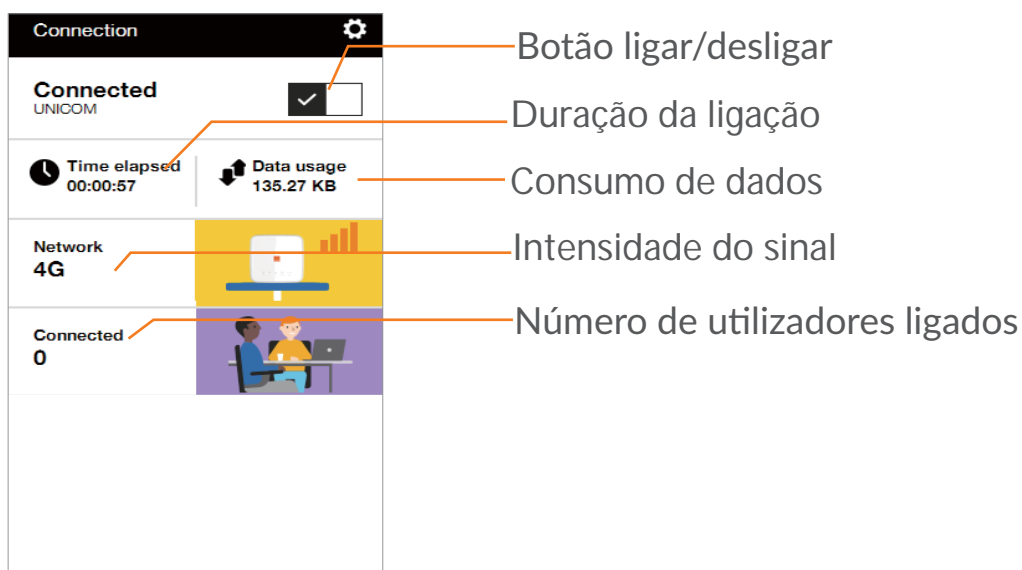 Connection
Connected
UNICOM
Time elapsed
00:00:57
Data usage
135.27 KB
Network
4G
Connected
0
Botão ligar/desligar
Duração da ligação
Consumo de dados
Intensidade do sinal
Número de utilizadores ligados